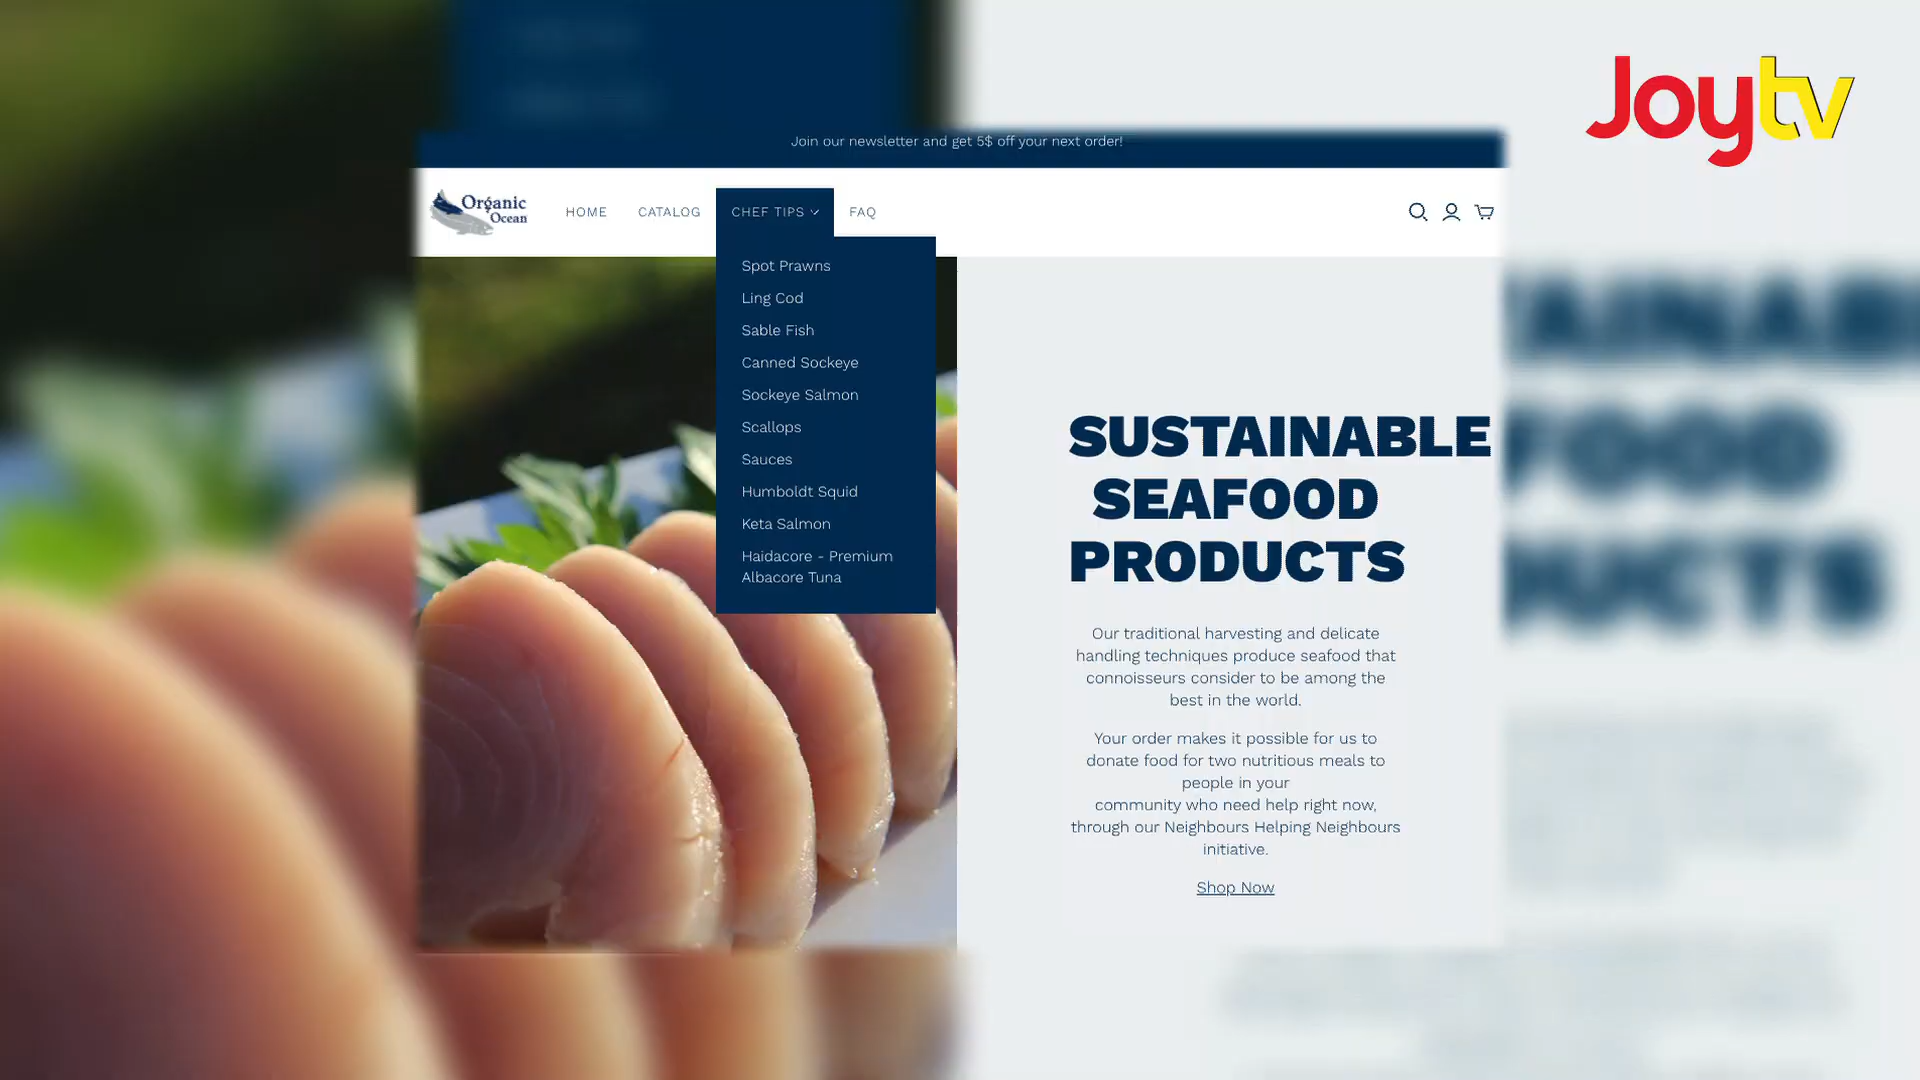 Joytv
Join our newsletter and get 5$ off your next order!
Organic
Ocean
HOME
CATALOG
CHEF TIPS
FAQ
Spot Prawns
Ling Cod
Sable Fish
Canned Sockeye
Sockeye Salmon
Scallops
Sauces
Humboldt Squid
Keta Salmon
Haidacore - Premium
Albacore Tuna
SUSTAINABLE
SEAFOOD
PRODUCTS
Our traditional harvesting and delicate
handling techniques produce seafood that
connoisseurs consider to be among the
best in the world.
Your order makes it possible for us to
donate food for two nutritious meals to
people in your
community who need help right now,
through our Neighbours Helping Neighbours
initiative.
Shop Now